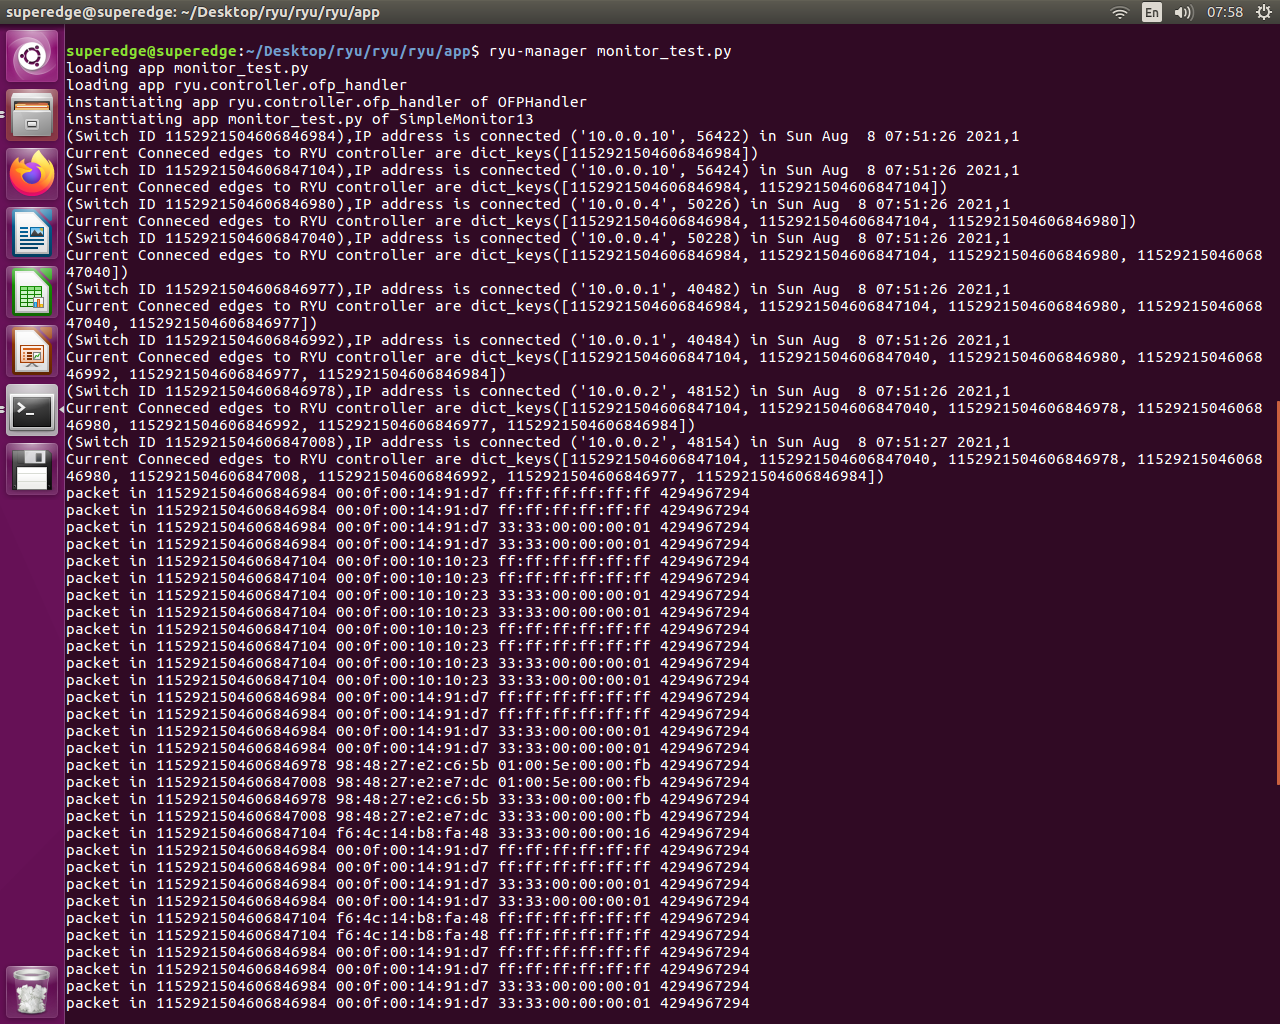 superedge@superedge: ~/Desktop/ryu/ryu/ryu/app
En
07:58
superedge@superedge:~/Desktop/ryu/ryu/ryu/app$ ryu-manager monitor_test.py
loading app monitor_test.py
loading app ryu.controller.ofp_handler
instantiating app ryu.controller.ofp_handler of OFPHandler
instantiating app monitor_test.py of SimpleMonitor13
(Switch ID 1152921504606846984),IP address is connected ('10.0.0.10', 56422) in Sun Aug  8 07:51:26 2021,1
Current Conneced edges to RYU controller are dict_keys([1152921504606846984])
(Switch ID 1152921504606847104),IP address is connected ('10.0.0.10', 56424) in Sun Aug  8 07:51:26 2021,1
Current Conneced edges to RYU controller are dict_keys([1152921504606846984, 1152921504606847104])
(Switch ID 1152921504606846980),IP address is connected ('10.0.0.4', 50226) in Sun Aug  8 07:51:26 2021,1
Current Conneced edges to RYU controller are dict_keys([1152921504606846984, 1152921504606847104, 1152921504606846980])
(Switch ID 1152921504606847040),IP address is connected ('10.0.0.4', 50228) in Sun Aug  8 07:51:26 2021,1
Current Conneced edges to RYU controller are dict_keys([1152921504606846984, 1152921504606847104, 1152921504606846980, 11529215046068
47040])
(Switch ID 1152921504606846977),IP address is connected ('10.0.0.1', 40482) in Sun Aug  8 07:51:26 2021,1
Current Conneced edges to RYU controller are dict_keys([1152921504606846984, 1152921504606847104, 1152921504606846980, 11529215046068
47040, 1152921504606846977])
(Switch ID 1152921504606846992),IP address is connected ('10.0.0.1', 40484) in Sun Aug  8 07:51:26 2021,1
Current Conneced edges to RYU controller are dict_keys([1152921504606847104, 1152921504606847040, 1152921504606846980, 11529215046068
46992, 1152921504606846977, 1152921504606846984])
(Switch ID 1152921504606846978),IP address is connected ('10.0.0.2', 48152) in Sun Aug  8 07:51:26 2021,1
Current Conneced edges to RYU controller are dict_keys([1152921504606847104, 1152921504606847040, 1152921504606846978, 11529215046068
46980, 1152921504606846992, 1152921504606846977, 1152921504606846984])
(Switch ID 1152921504606847008),IP address is connected ('10.0.0.2', 48154) in Sun Aug  8 07:51:27 2021,1
Current Conneced edges to RYU controller are dict_keys([1152921504606847104, 1152921504606847040, 1152921504606846978, 11529215046068
46980, 1152921504606847008, 1152921504606846992, 1152921504606846977, 1152921504606846984])
packet in 1152921504606846984 00:0f:00:14:91:d7 ff:ff:ff:ff:ff:ff 4294967294
packet in 1152921504606846984 00:0f:00:14:91:d7 ff:ff:ff:ff:ff:ff 4294967294
packet in 1152921504606846984 00:0f:00:14:91:d7 33:33:00:00:00:01 4294967294
packet in 1152921504606846984 00:0f:00:14:91:d7 33:33:00:00:00:01 4294967294
packet in 1152921504606847104 00:0f:00:10:10:23 ff:ff:ff:ff:ff:ff 4294967294
packet in 1152921504606847104 00:0f:00:10:10:23 ff:ff:ff:ff:ff:ff 4294967294
packet in 1152921504606847104 00:0f:00:10:10:23 33:33:00:00:00:01 4294967294
packet in 1152921504606847104 00:0f:00:10:10:23 33:33:00:00:00:01 4294967294
packet in 1152921504606847104 00:0f:00:10:10:23 ff:ff:ff:ff:ff:ff 4294967294
packet in 1152921504606847104 00:0f:00:10:10:23 ff:ff:ff:ff:ff:ff 4294967294
packet in 1152921504606847104 00:0f:00:10:10:23 33:33:00:00:00:01 4294967294
packet in 1152921504606847104 00:0f:00:10:10:23 33:33:00:00:00:01 4294967294
packet in 1152921504606846984 00:0f:00:14:91:d7 ff:ff:ff:ff:ff:ff 4294967294
packet in 1152921504606846984 00:0f:00:14:91:d7 ff:ff:ff:ff:ff:ff 4294967294
packet in 1152921504606846984 00:0f:00:14:91:d7 33:33:00:00:00:01 4294967294
packet in 1152921504606846984 00:0f:00:14:91:d7 33:33:00:00:00:01 4294967294
packet in 1152921504606846978 98:48:27:e2:c6:5b 01:00:5e:00:00:fb 4294967294
packet in 1152921504606847008 98:48:27:e2:e7:dc 01:00:5e:00:00:fb 4294967294
packet in 1152921504606846978 98:48:27:e2:c6:5b 33:33:00:00:00:fb 4294967294
packet in 1152921504606847008 98:48:27:e2:e7:dc 33:33:00:00:00:fb 4294967294
packet in 1152921504606847104 f6:4c:14:b8:fa:48 33:33:00:00:00:16 4294967294
packet in 1152921504606846984 00:0f:00:14:91:d7 ff:ff:ff:ff:ff:ff 4294967294
packet in 1152921504606846984 00:0f:00:14:91:d7 ff:ff:ff:ff:ff:ff 4294967294
packet in 1152921504606846984 00:0f:00:14:91:d7 33:33:00:00:00:01 4294967294
packet in 1152921504606846984 00:0f:00:14:91:d7 33:33:00:00:00:01 4294967294
packet in 1152921504606847104 f6:4c:14:b8:fa:48 ff:ff:ff:ff:ff:ff 4294967294
packet in 1152921504606847104 f6:4c:14:b8:fa:48 ff:ff:ff:ff:ff:ff 4294967294
packet in 1152921504606846984 00:0f:00:14:91:d7 ff:ff:ff:ff:ff:ff 4294967294
packet in 1152921504606846984 00:0f:00:14:91:d7 ff:ff:ff:ff:ff:ff 4294967294
packet in 1152921504606846984 00:0f:00:14:91:d7 33:33:00:00:00:01 4294967294
packet in 1152921504606846984 00:0f:00:14:91:d7 33:33:00:00:00:01 4294967294